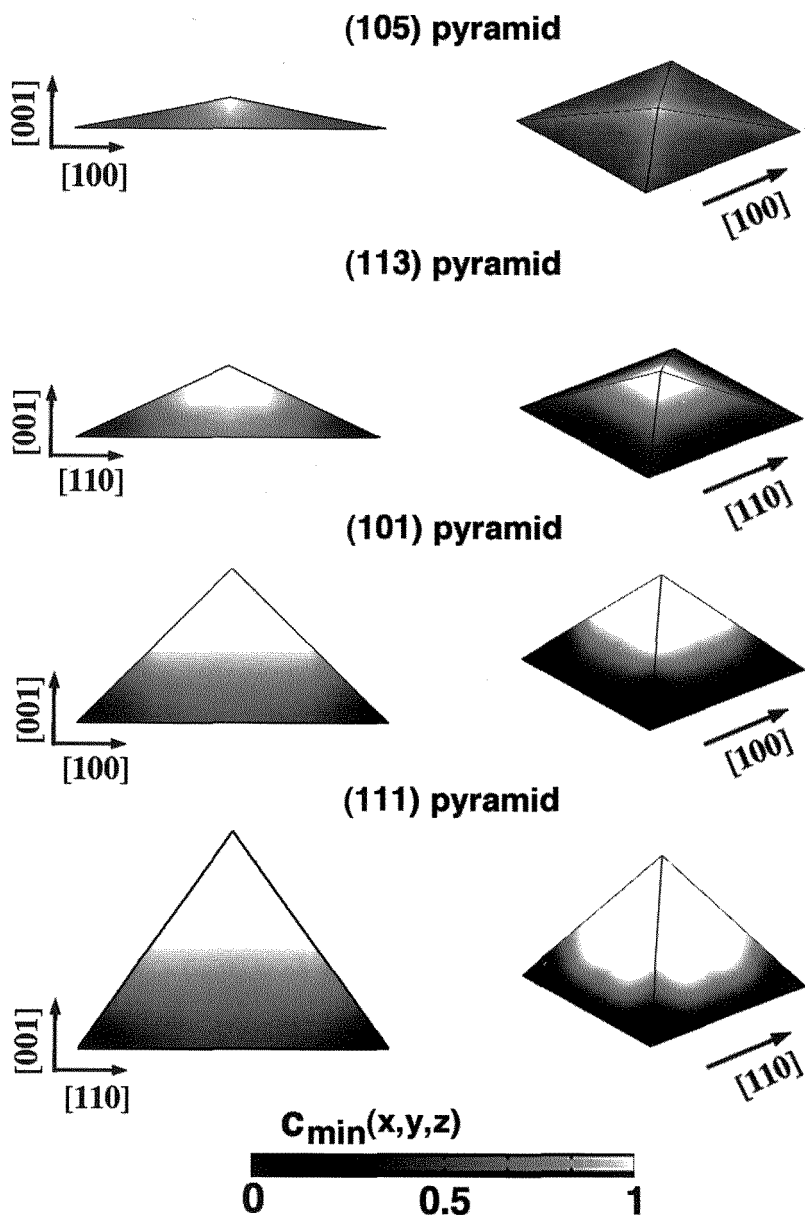 (105) pyramid
[001]
[100]
[100]
(113) pyramid
[001]
[110]
[110]
(101) pyramid
[001]
[100]
[100]
(111) pyramid
[001]
[110]
[110]
cmin(x,y,z)
0 0.5 1